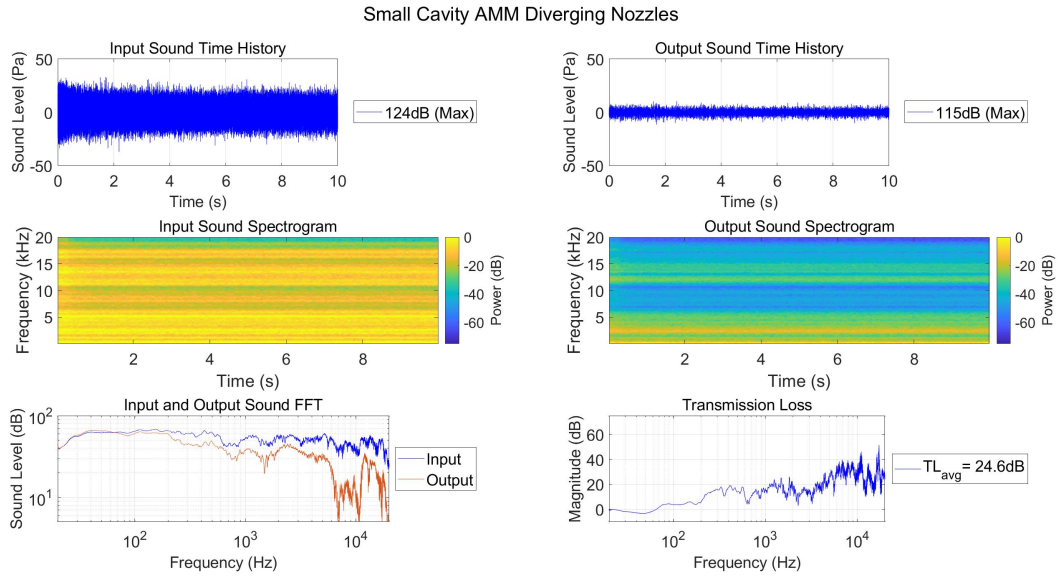 Small Cavity AMM Diverging Nozzles
Input Sound Time History
Sound Level (Pa)
50
0
-50
0 2 4 6 8 10
Time (s)
124dB (Max)
Output Sound Time History
Sound Level (Pa)
50
0
-50
0 2 4 6 8 10
Time (s)
115dB (Max)
Input Sound Spectrogram
Frequency (kHz)
20
15
10
5
2 4 6 8
Time (s)
0
-20
-40
-60
Power (dB)
Output Sound Spectrogram
Frequency (kHz)
20
15
10
5
2 4 6 8
Time (s)
0
-20
-40
-60
Power (dB)
Input and Output Sound FFT
Sound Level (dB)
10^2
10^1
10^2 10^3 10^4
Frequency (Hz)
Input
Output
Transmission Loss
Magnitude (dB)
60
40
20
0
10^2 10^3 10^4
Frequency (Hz)
TL_avg = 24.6dB